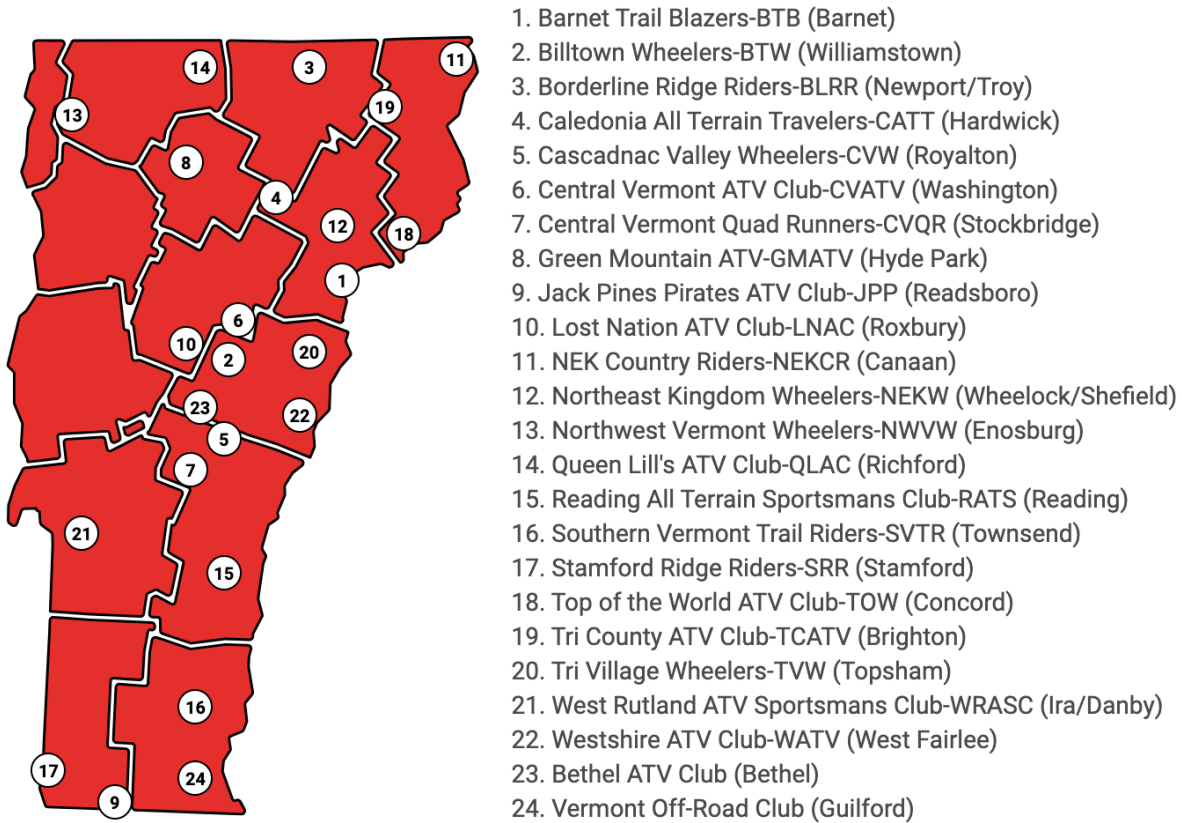 14
3
11
13
19
8
4
12
18
1
6
10
2
20
23
22
5
7
21
15
16
17
24
9
1. Barnet Trail Blazers-BTB (Barnet)
2. Billtown Wheelers-BTW (Williamstown)
3. Borderline Ridge Riders-BLRR (Newport/Troy)
4. Caledonia All Terrain Travelers-CATT (Hardwick)
5. Cascadnac Valley Wheelers-CVW (Royalton)
6. Central Vermont ATV Club-CVATV (Washington)
7. Central Vermont Quad Runners-CVQR (Stockbridge)
8. Green Mountain ATV-GMATV (Hyde Park)
9. Jack Pines Pirates ATV Club-JPP (Readsboro)
10. Lost Nation ATV Club-LNAC (Roxbury)
11. NEK Country Riders-NEKCR (Canaan)
12. Northeast Kingdom Wheelers-NEKW (Wheelock/Shefield)
13. Northwest Vermont Wheelers-NWVW (Enosburg)
14. Queen Lill's ATV Club-QLAC (Richford)
15. Reading All Terrain Sportsmans Club-RATS (Reading)
16. Southern Vermont Trail Riders-SVTR (Townsend)
17. Stamford Ridge Riders-SRR (Stamford)
18. Top of the World ATV Club-TOW (Concord)
19. Tri County ATV Club-TCATV (Brighton)
20. Tri Village Wheelers-TVW (Topsham)
21. West Rutland ATV Sportsmans Club-WRASC (Ira/Danby)
22. Westshire ATV Club-WATV (West Fairlee)
23. Bethel ATV Club (Bethel)
24. Vermont Off-Road Club (Guilford)